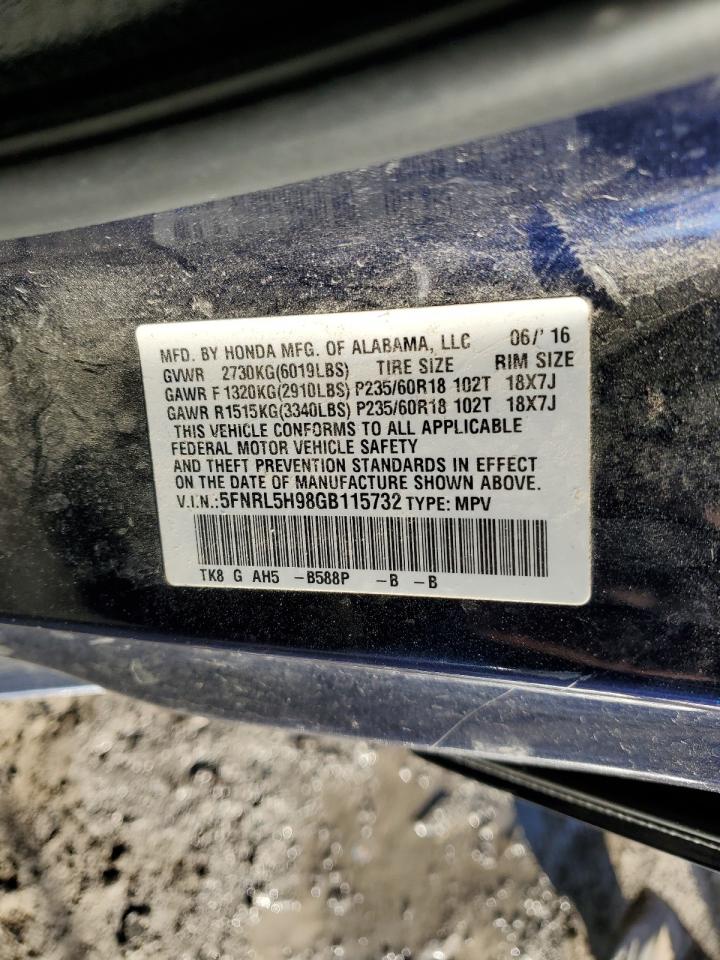 MFD. BY HONDA MFG. OF ALABAMA, LLC 06/'16
GVWR 2730KG(6019LBS) TIRE SIZE RIM SIZE
GAWR F 1320KG(2910LBS) P235/60R18 102T 18X7J
GAWR R1515KG(3340LBS) P235/60R18 102T 18X7J
THIS VEHICLE CONFORMS TO ALL APPLICABLE
FEDERAL MOTOR VEHICLE SAFETY
AND THEFT PREVENTION STANDARDS IN EFFECT
ON THE DATE OF MANUFACTURE SHOWN ABOVE.
V.I.N.:5FNRL5H98GB115732 TYPE: MPV
TK8 G AH5 -B588P -B -B